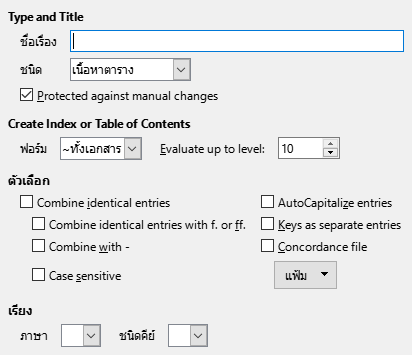 Type and Title
ชื่อเรื่อง
ชนิด เนื้อหาตาราง
Protected against manual changes
Create Index or Table of Contents
ฟอร์ม ~ทั้งเอกสาร Evaluate up to level: 10
ตัวเลือก
Combine identical entries AutoCapitalize entries
Combine identical entries with f. or ff. Keys as separate entries
Combine with - Concordance file
Case sensitive แฟ้ม
เรียง
ภาษา ชนิดคีย์